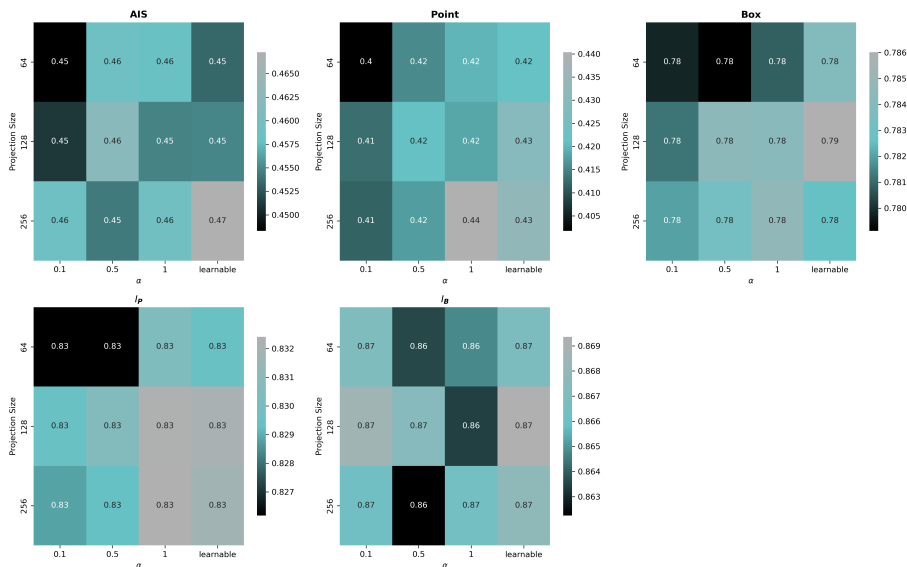 AIS
Projection Size
64
128
256
0.45 0.46 0.46 0.45
0.45 0.46 0.45 0.45
0.46 0.45 0.46 0.47
0.1 0.5 1 learnable
α
0.4650
0.4625
0.4600
0.4575
0.4550
0.4525
0.4500
Point
Projection Size
64
128
256
0.4 0.42 0.42 0.42
0.41 0.42 0.42 0.43
0.41 0.42 0.44 0.43
0.1 0.5 1 learnable
α
0.440
0.435
0.430
0.425
0.420
0.415
0.410
0.405
Box
Projection Size
64
128
256
0.78 0.78 0.78 0.78
0.78 0.78 0.78 0.79
0.78 0.78 0.78 0.78
0.1 0.5 1 learnable
α
0.786
0.785
0.784
0.783
0.782
0.781
0.780
l_P
Projection Size
64
128
256
0.83 0.83 0.83 0.83
0.83 0.83 0.83 0.83
0.83 0.83 0.83 0.83
0.1 0.5 1 learnable
α
0.832
0.831
0.830
0.829
0.828
0.827
l_B
Projection Size
64
128
256
0.87 0.86 0.86 0.87
0.87 0.87 0.86 0.87
0.87 0.86 0.87 0.87
0.1 0.5 1 learnable
α
0.869
0.868
0.867
0.866
0.865
0.864
0.863